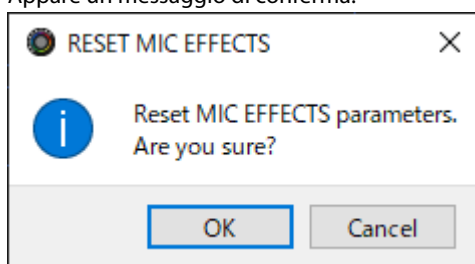 Appare un messaggio di conferma.
RESET MIC EFFECTS
Reset MIC EFFECTS parameters.
Are you sure?
OK
Cancel